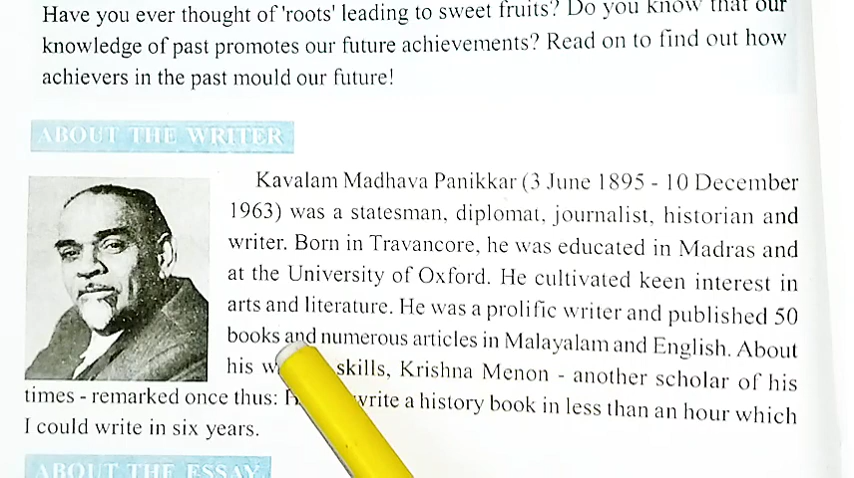 Have you ever thought of 'roots' leading to sweet fruits? Do you know that our
knowledge of past promotes our future achievements? Read on to find out how
achievers in the past mould our future!
ABOUT THE WRITER
Kavalam Madhava Panikkar (3 June 1895 - 10 December
1963) was a statesman, diplomat, journalist, historian and
writer. Born in Travancore, he was educated in Madras and
at the University of Oxford. He cultivated keen interest in
arts and literature. He was a prolific writer and published 50
books and numerous articles in Malayalam and English. About
his skills, Krishna Menon - another scholar of his
times - remarked once thus: write a history book in less than an hour which
I could write in six years.
ABOUT THE ESSAY